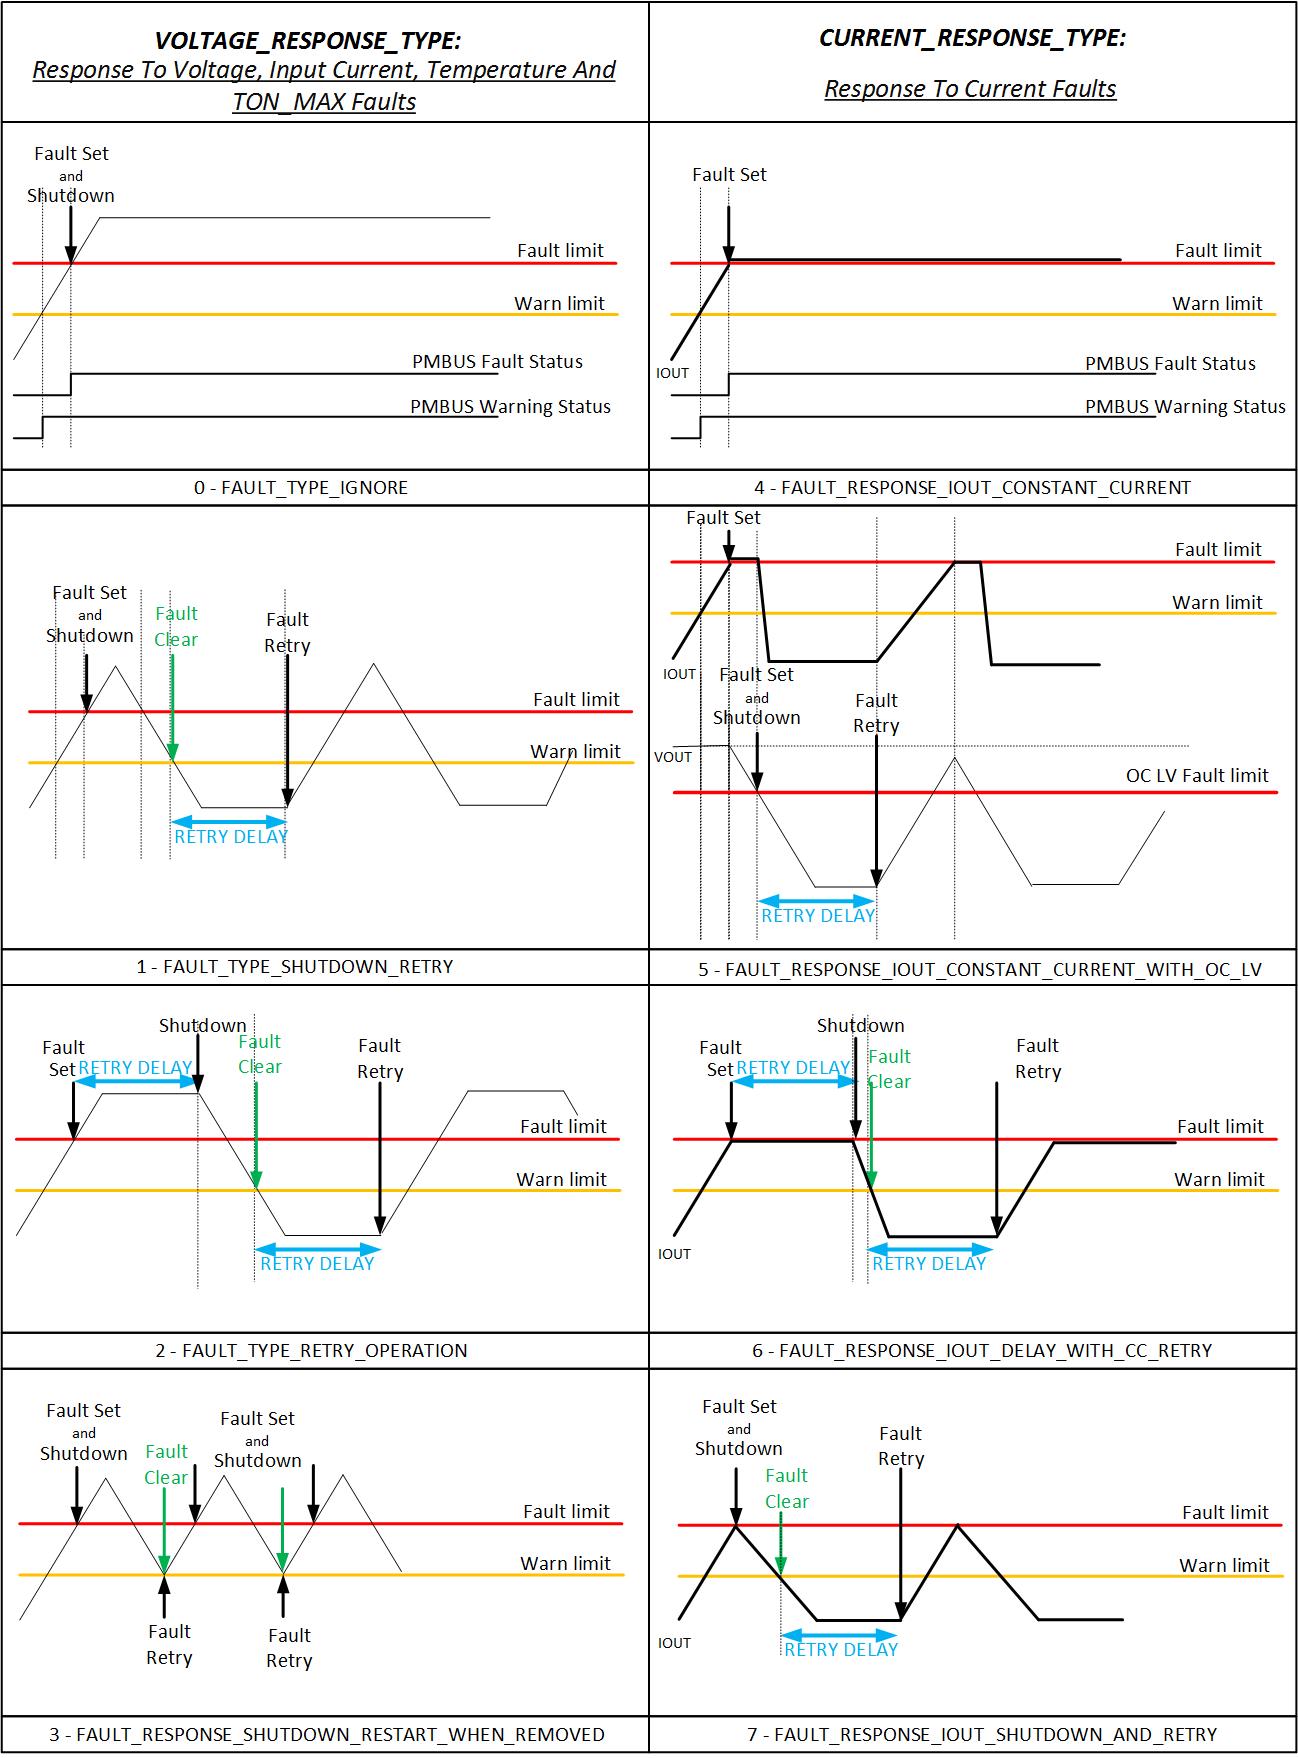 VOLTAGE_RESPONSE_TYPE:
Response To Voltage, Input Current, Temperature And
TON_MAX Faults
CURRENT_RESPONSE_TYPE:
Response To Current Faults
Fault Set
and
Shutdown
Fault limit
Warn limit
PMBUS Fault Status
PMBUS Warning Status
0 - FAULT_TYPE_IGNORE
Fault Set
Fault limit
Warn limit
IOUT
PMBUS Fault Status
PMBUS Warning Status
4 - FAULT_RESPONSE_IOUT_CONSTANT_CURRENT
Fault Set
and
Shutdown
Fault
Clear
Fault
Retry
Fault limit
Warn limit
RETRY DELAY
1 - FAULT_TYPE_SHUTDOWN_RETRY
Fault Set
Fault limit
Warn limit
IOUT
Fault Set
and
Shutdown
Fault
Retry
VOUT
OC LV Fault limit
RETRY DELAY
5 - FAULT_RESPONSE_IOUT_CONSTANT_CURRENT_WITH_OC_LV
Shutdown
Fault
Set
RETRY DELAY
Fault
Clear
Fault
Retry
Fault limit
Warn limit
RETRY DELAY
2 - FAULT_TYPE_RETRY_OPERATION
Shutdown
Fault
Set
RETRY DELAY
Fault
Clear
Fault
Retry
Fault limit
Warn limit
IOUT
RETRY DELAY
6 - FAULT_RESPONSE_IOUT_DELAY_WITH_CC_RETRY
Fault Set
and
Shutdown
Fault
Clear
Fault Set
and
Shutdown
Fault limit
Warn limit
Fault
Retry
Fault
Retry
3 - FAULT_RESPONSE_SHUTDOWN_RESTART_WHEN_REMOVED
Fault Set
and
Shutdown
Fault
Clear
Fault
Retry
Fault limit
Warn limit
IOUT
RETRY DELAY
7 - FAULT_RESPONSE_IOUT_SHUTDOWN_AND_RETRY